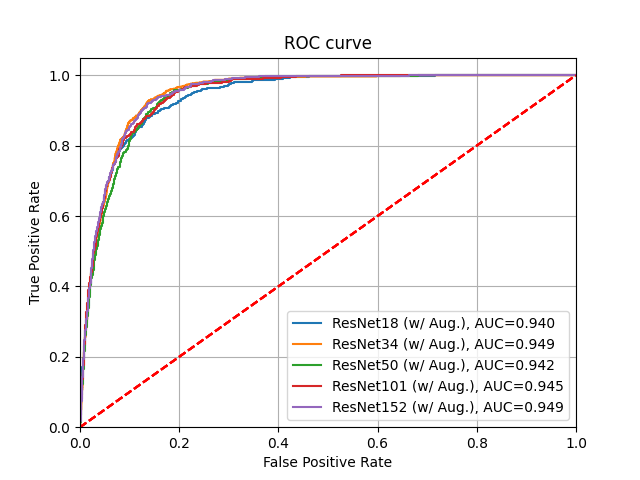 ROC curve
True Positive Rate
1.0
0.8
0.6
0.4
0.2
0.0
0.0 0.2 0.4 0.6 0.8 1.0
False Positive Rate
ResNet18 (w/ Aug.), AUC=0.940
ResNet34 (w/ Aug.), AUC=0.949
ResNet50 (w/ Aug.), AUC=0.942
ResNet101 (w/ Aug.), AUC=0.945
ResNet152 (w/ Aug.), AUC=0.949